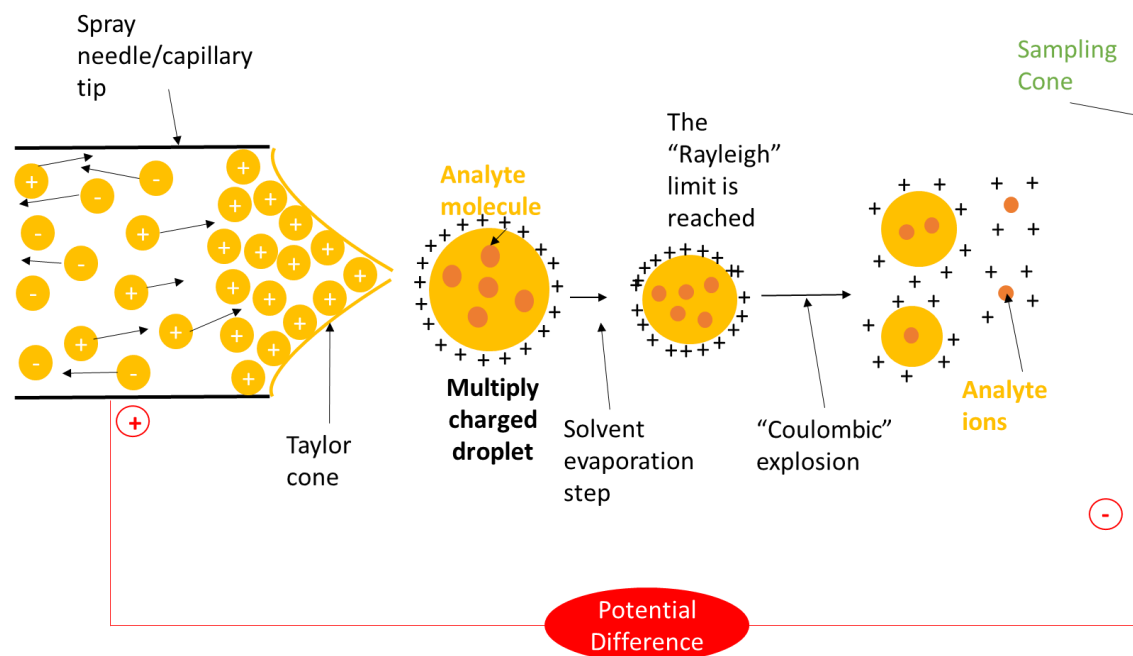 Spray
needle/capillary
tip
Sampling
Cone
The
“Rayleigh”
limit is
reached
Analyte
molecule
Multiply
charged
droplet
Taylor
cone
Solvent
evaporation
step
“Coulombic”
explosion
Analyte
ions
Potential
Difference